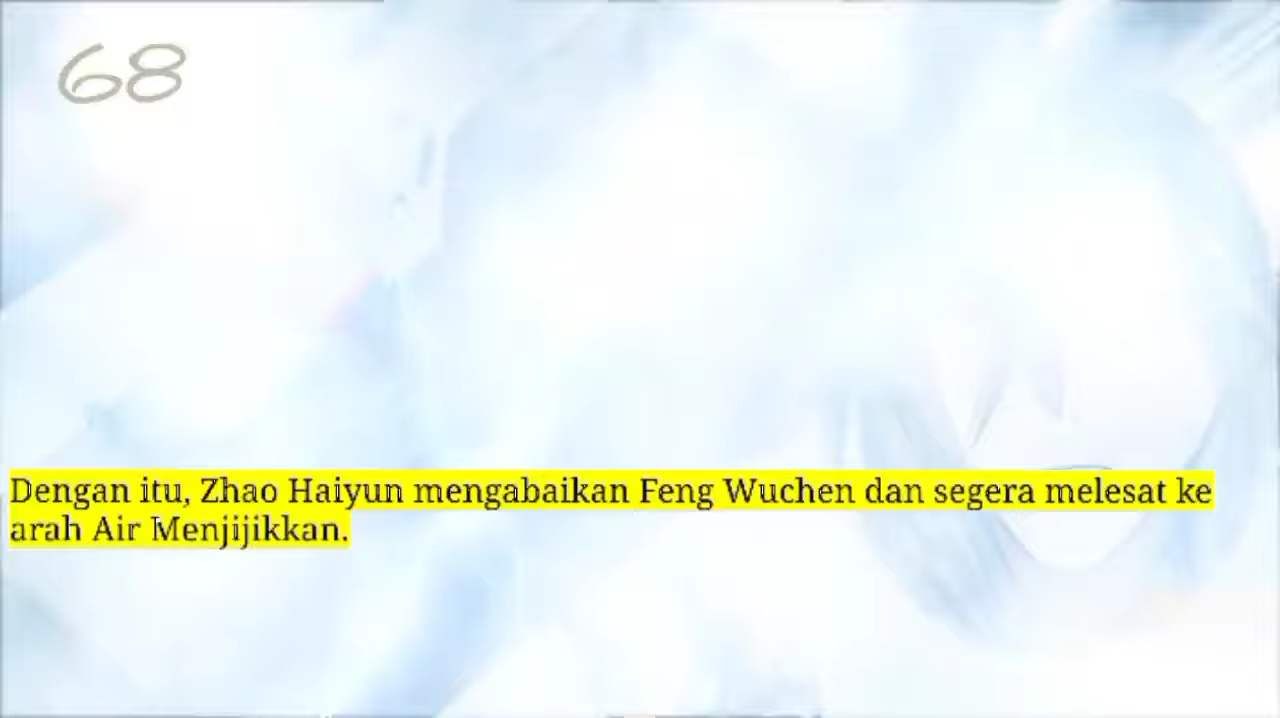 68
Dengan itu, Zhao Haiyun mengabaikan Feng Wuchen dan segera melesat ke
arah Air Menjijikkan.